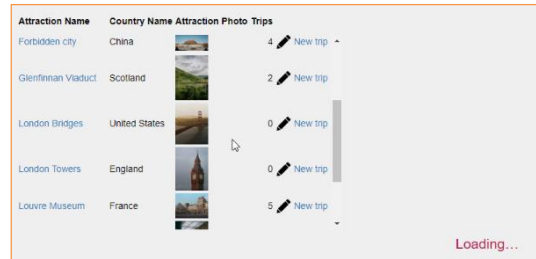 Attraction Name Country Name Attraction Photo Trips
Forbidden city China 4 New trip
Glenfinnan Viaduct Scotland 2 New trip
London Bridges United States 0 New trip
London Towers England 0 New trip
Louvre Museum France 5 New trip
Loading...